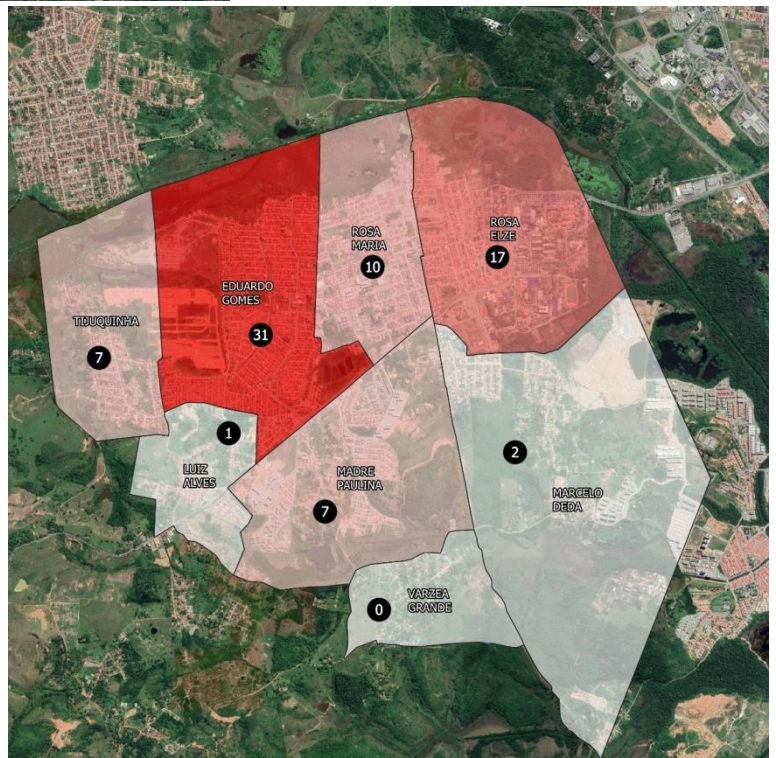 ROSA
ELZE
17
ROSA
MARIA
10
EDUARDO
GOMES
31
TIJUQUINHA
7
1
LUIZ
ALVES
MADRE
PAULINA
7
2
MARCELO
DEDA
VARZEA
GRANDE
0